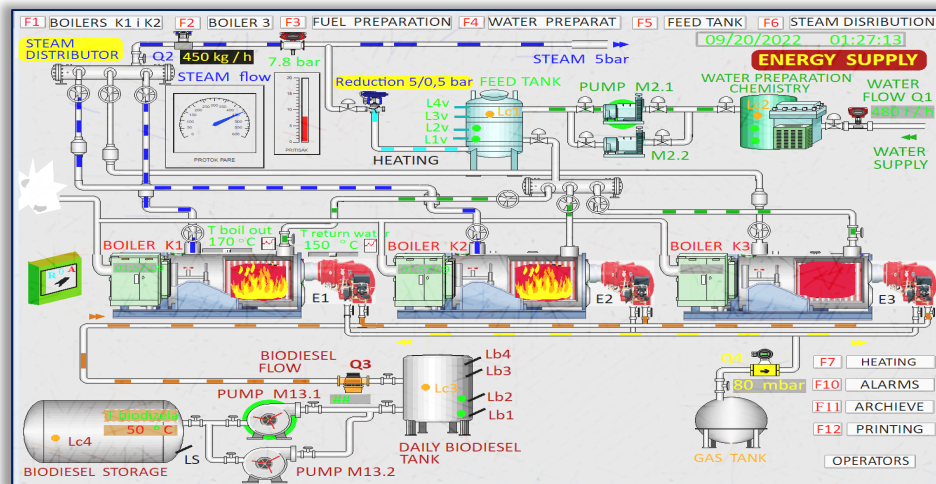 F1 BOILERS K1 i K2 F2 BOILER 3 F3 FUEL PREPARATION F4 WATER PREPARAT F5 FEED TANK F6 STEAM DISRIBUTION
STEAM
DISTRIBUTOR
Q2 450 kg / h
7.8 bar
STEAM 5bar
09/20/2022 01:27:13
ENERGY SUPPLY
STEAM flow
PROTOK PARE
PRITISAK
Reduction 5/0,5 bar
FEED TANK
L4v
L3v
L2v
L1v
Lc1
HEATING
PUMP M2.1
M2.2
WATER PREPARATION
CHEMISTRY
Lc2
WATER
FLOW Q1
480 l / h
WATER
SUPPLY
T boil out
170 ° C
T return water
150 ° C
BOILER K1
BOILER K2
BOILER K3
R 0 A
E1
E2
E3
BIODIESEL
FLOW
Q3
##
PUMP M13.1
Lb4
Lb3
Lb2
Lb1
Lc3
DAILY BIODIESEL
TANK
T biodizela
50 ° C
Lc4
LS
BIODIESEL STORAGE
PUMP M13.2
Q4
80 mbar
GAS TANK
F7 HEATING
F10 ALARMS
F11 ARCHIEVE
F12 PRINTING
OPERATORS